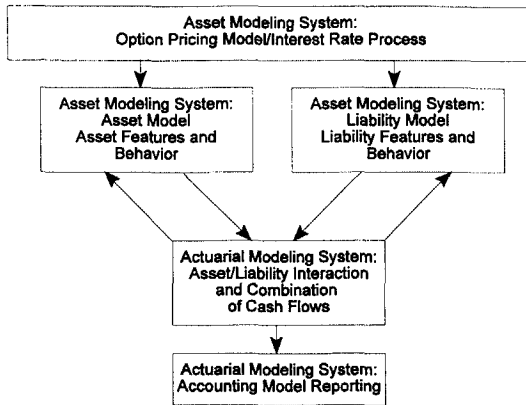 Asset Modeling System:
Option Pricing Model/Interest Rate Process
Asset Modeling System:
Asset Model
Asset Features and
Behavior
Asset Modeling System:
Liability Model
Liability Features and
Behavior
Actuarial Modeling System:
Asset/Liability Interaction
and Combination
of Cash Flows
Actuarial Modeling System:
Accounting Model Reporting